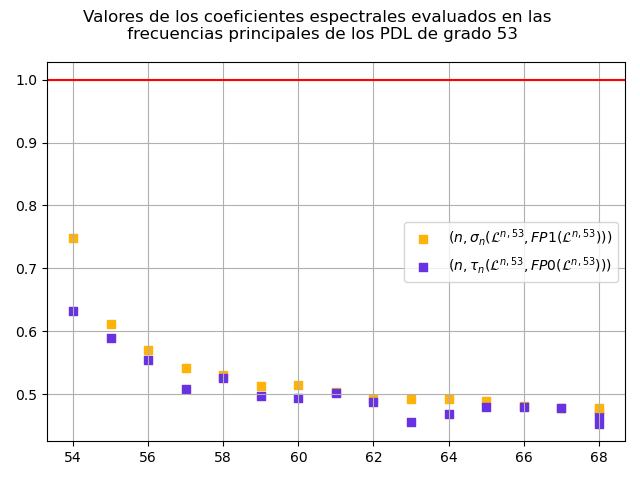 Valores de los coeficientes espectrales evaluados en las
frecuencias principales de los PDL de grado 53
1.0
0.9
0.8
0.7
0.6
0.5
(n, σₙ(ℒⁿ,⁵³, FP1(ℒⁿ,⁵³)))
(n, τₙ(ℒⁿ,⁵³, FP0(ℒⁿ,⁵³)))
54 56 58 60 62 64 66 68